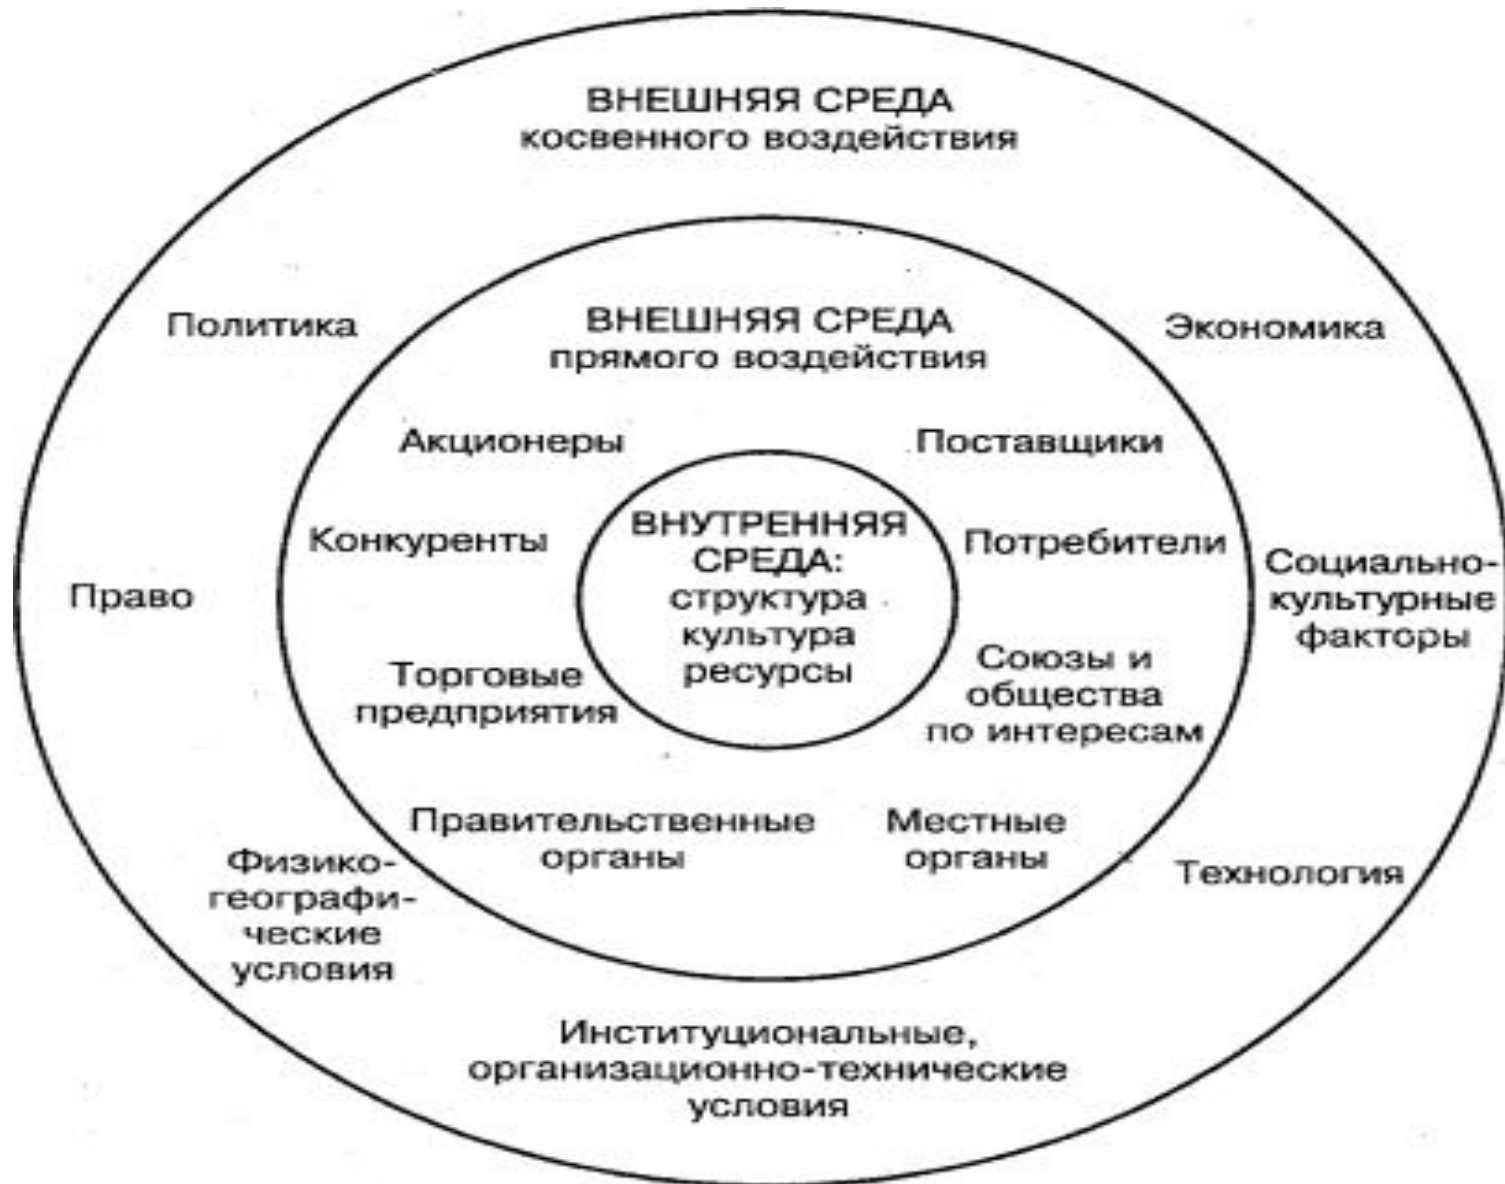 ВНЕШНЯЯ СРЕДА
косвенного воздействия
Политика
Экономика
ВНЕШНЯЯ СРЕДА
прямого воздействия
Акционеры
Поставщики
Конкуренты
Потребители
ВНУТРЕННЯЯ
СРЕДА:
структура
культура
ресурсы
Право
Социально-
культурные
факторы
Торговые
предприятия
Союзы и
общества
по интересам
Правительственные
органы
Местные
органы
Физико-
географи-
ческие
условия
Технология
Институциональные,
организационно-технические
условия